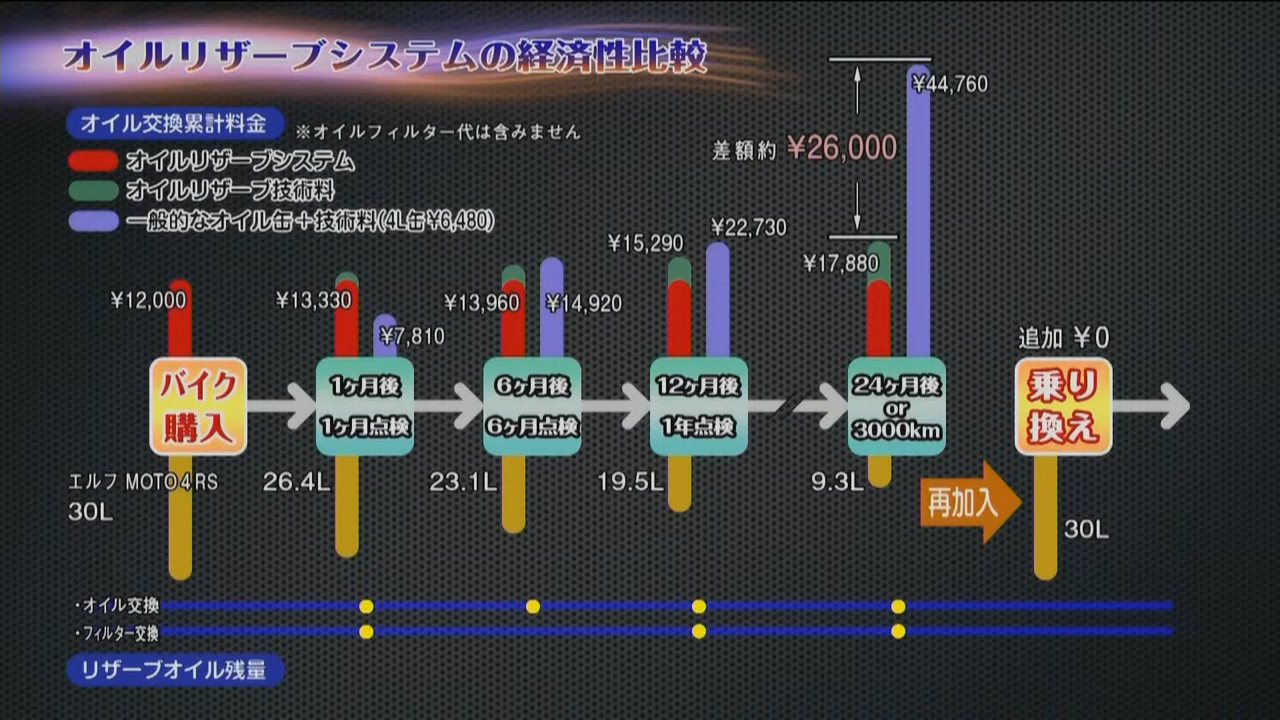 オイルリザーブシステムの経済性比較
オイル交換累計料金
※オイルフィルター代は含みません
オイルリザーブシステム
オイルリザーブ技術料
一般的なオイル缶＋技術料(4L缶¥6,480)
差額約 ¥26,000
¥44,760
¥12,000
¥13,330
¥7,810
¥13,960
¥14,920
¥15,290
¥22,730
¥17,880
追加 ¥0
バイク
購入
1ヶ月後
1ヶ月点検
6ヶ月後
6ヶ月点検
12ヶ月後
1年点検
24ヶ月後
or
3000km
乗り
換え
エルフ MOTO4 RS
30L
26.4L
23.1L
19.5L
9.3L
再加入
30L
・オイル交換
・フィルター交換
リザーブオイル残量